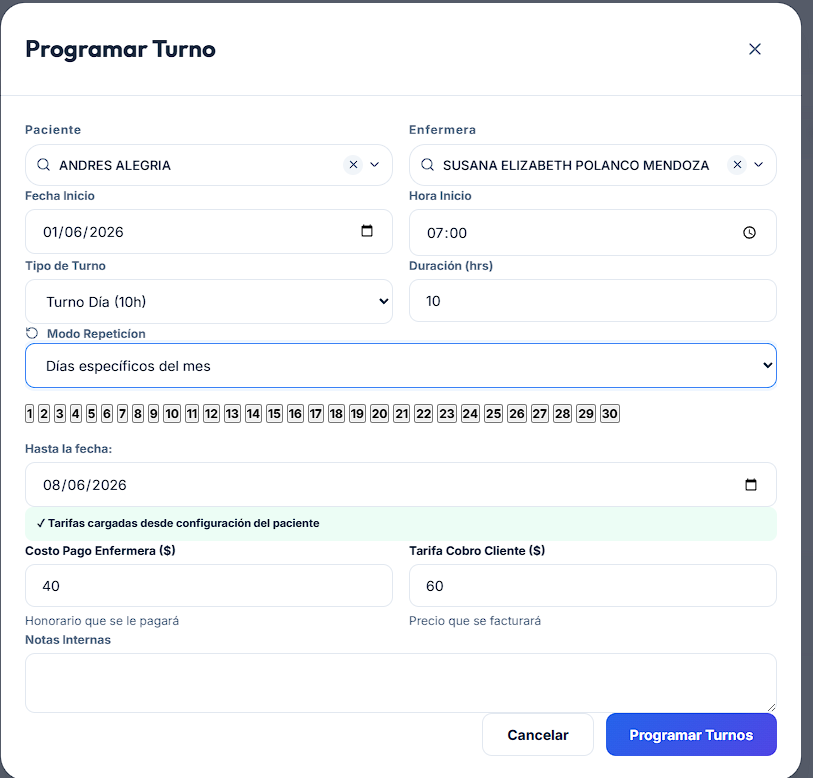 Programar Turno
Paciente
Enfermera
ANDRES ALEGRIA
SUSANA ELIZABETH POLANCO MENDOZA
Fecha Inicio
Hora Inicio
01/06/2026
07:00
Tipo de Turno
Duración (hrs)
Turno Día (10h)
10
Modo Repeticíon
Días específicos del mes
1 2 3 4 5 6 7 8 9 10 11 12 13 14 15 16 17 18 19 20 21 22 23 24 25 26 27 28 29 30
Hasta la fecha:
08/06/2026
✓ Tarifas cargadas desde configuración del paciente
Costo Pago Enfermera ($)
Tarifa Cobro Cliente ($)
40
60
Honorario que se le pagará
Precio que se facturará
Notas Internas
Cancelar
Programar Turnos